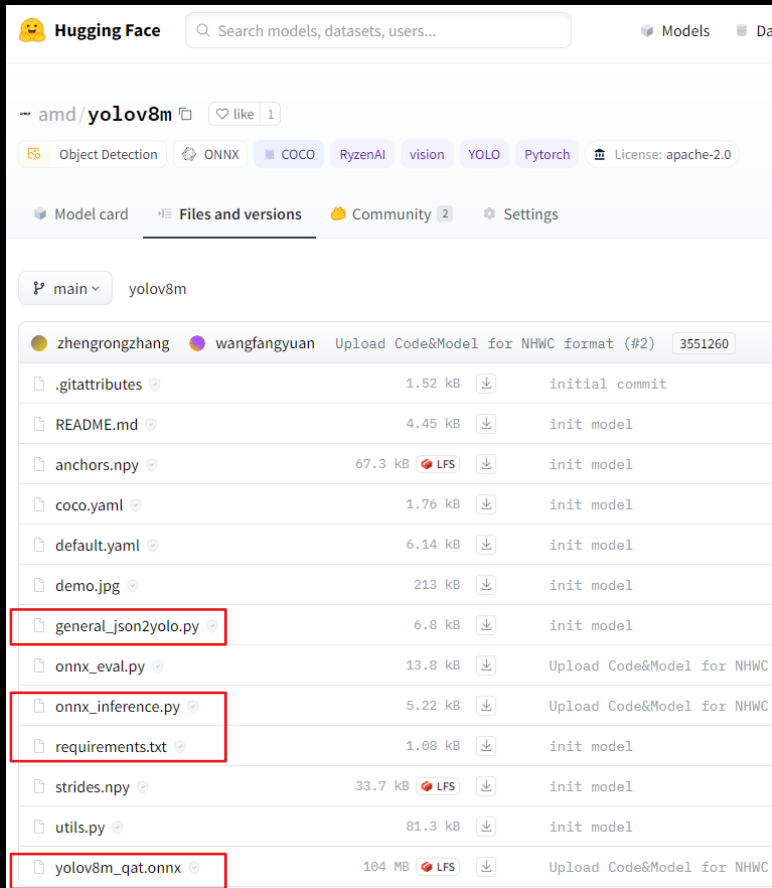 Hugging Face Search models, datasets, users... Models Da
amd/yolov8m like 1
Object Detection ONNX COCO RyzenAI vision YOLO Pytorch License: apache-2.0
Model card Files and versions Community 2 Settings
main yolov8m
zhengrongzhang wangfangyuan Upload Code&Model for NHWC format (#2) 3551260
.gitattributes 1.52 kB initial commit
README.md 4.45 kB init model
anchors.npy 67.3 kB LFS init model
coco.yaml 1.76 kB init model
default.yaml 6.14 kB init model
demo.jpg 213 kB init model
general_json2yolo.py 6.8 kB init model
onnx_eval.py 13.8 kB Upload Code&Model for NHWC
onnx_inference.py 5.22 kB Upload Code&Model for NHWC
requirements.txt 1.08 kB init model
strides.npy 33.7 kB LFS init model
utils.py 81.3 kB init model
yolov8m_qat.onnx 104 MB LFS Upload Code&Model for NHWC